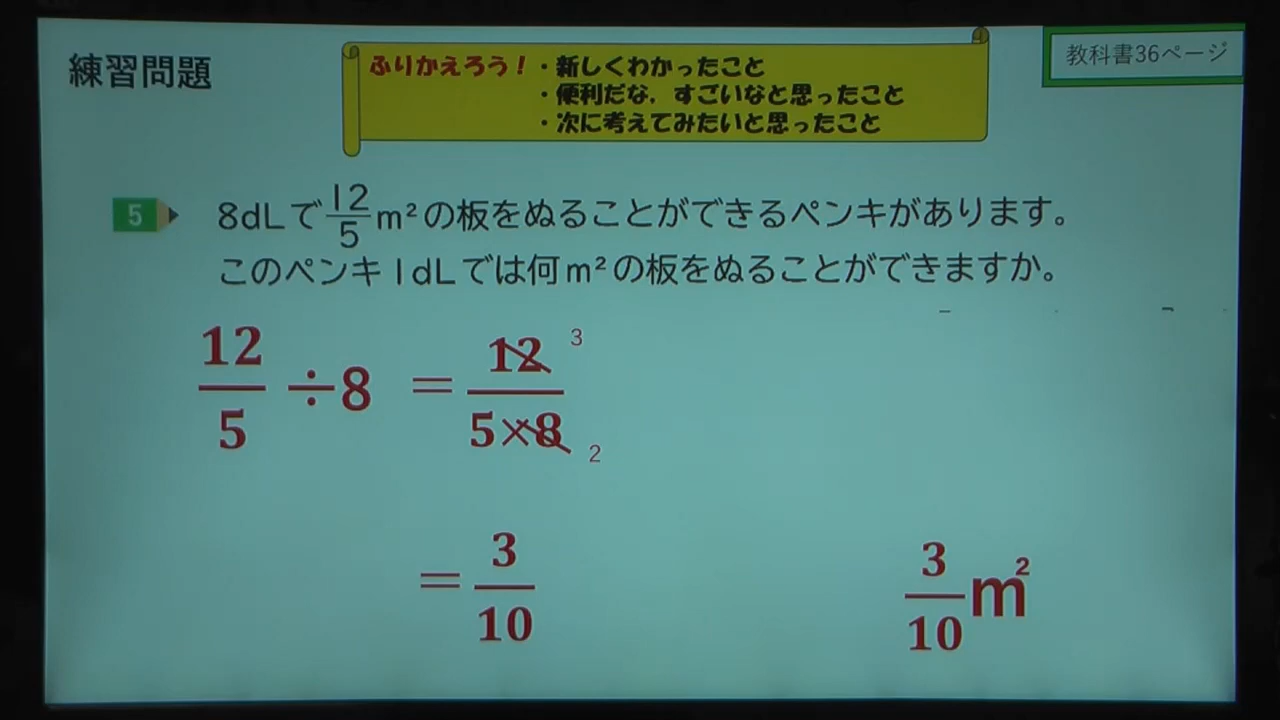 練習問題
ふりかえろう！・新しくわかったこと
・便利だな，すごいなと思ったこと
・次に考えてみたいと思ったこと
教科書36ページ
5 8dLで12/5m²の板をぬることができるペンキがあります。
このペンキ1dLでは何m²の板をぬることができますか。
12/5÷8 = 12/5×8 3 2
= 3/10
3/10m²